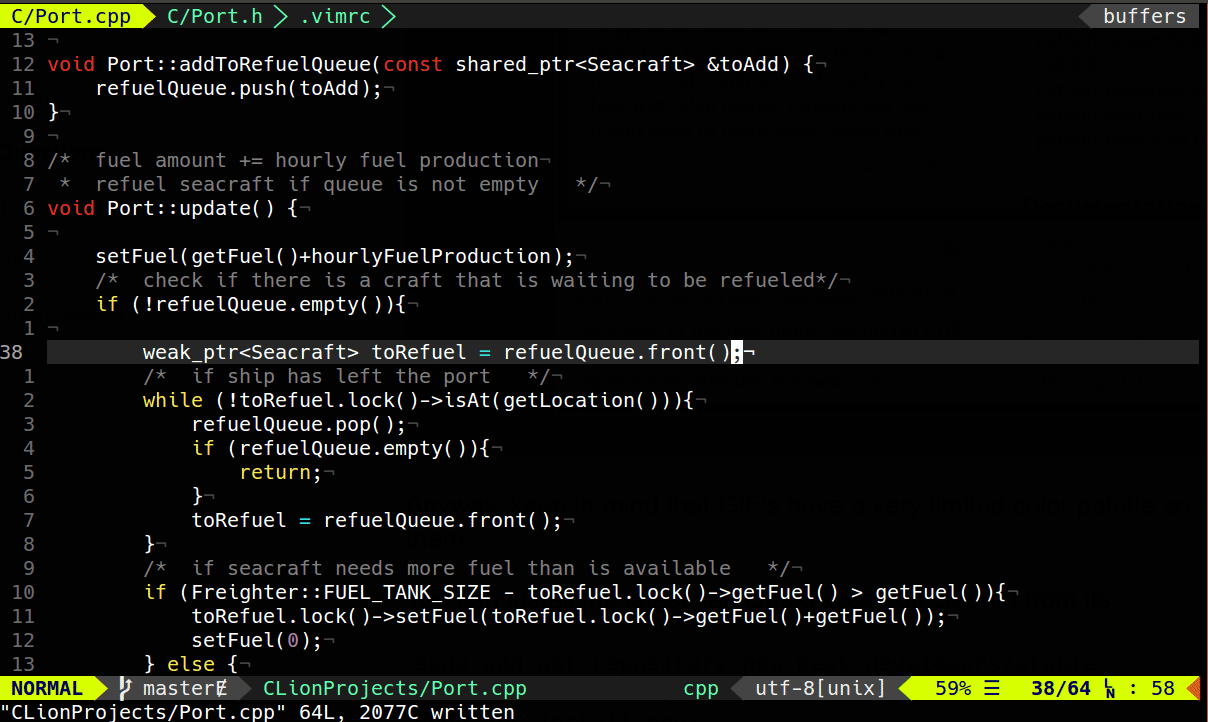 C/Port.cpp C/Port.h .vimrc buffers
13 ¬
12 void Port::addToRefuelQueue(const shared_ptr<Seacraft> &toAdd) {¬
11     refuelQueue.push(toAdd);¬
10 }¬
9 ¬
8 /*  fuel amount += hourly fuel production¬
7  *  refuel seacraft if queue is not empty   */¬
6 void Port::update() {¬
5 ¬
4     setFuel(getFuel()+hourlyFuelProduction);¬
3     /*  check if there is a craft that is waiting to be refueled*/¬
2     if (!refuelQueue.empty()){¬
1 ¬
38         weak_ptr<Seacraft> toRefuel = refuelQueue.front();¬
1         /*  if ship has left the port   */¬
2         while (!toRefuel.lock()->isAt(getLocation())){¬
3             refuelQueue.pop();¬
4             if (refuelQueue.empty()){¬
5                 return;¬
6             }¬
7             toRefuel = refuelQueue.front();¬
8         }¬
9         /*  if seacraft needs more fuel than is available   */¬
10         if (Freighter::FUEL_TANK_SIZE - toRefuel.lock()->getFuel() > getFuel()){¬
11             toRefuel.lock()->setFuel(toRefuel.lock()->getFuel()+getFuel());¬
12             setFuel(0);¬
13         } else {¬
NORMAL master CLionProjects/Port.cpp cpp utf-8[unix] 59% ☰ 38/64 LN : 58
"CLionProjects/Port.cpp" 64L, 2077C written